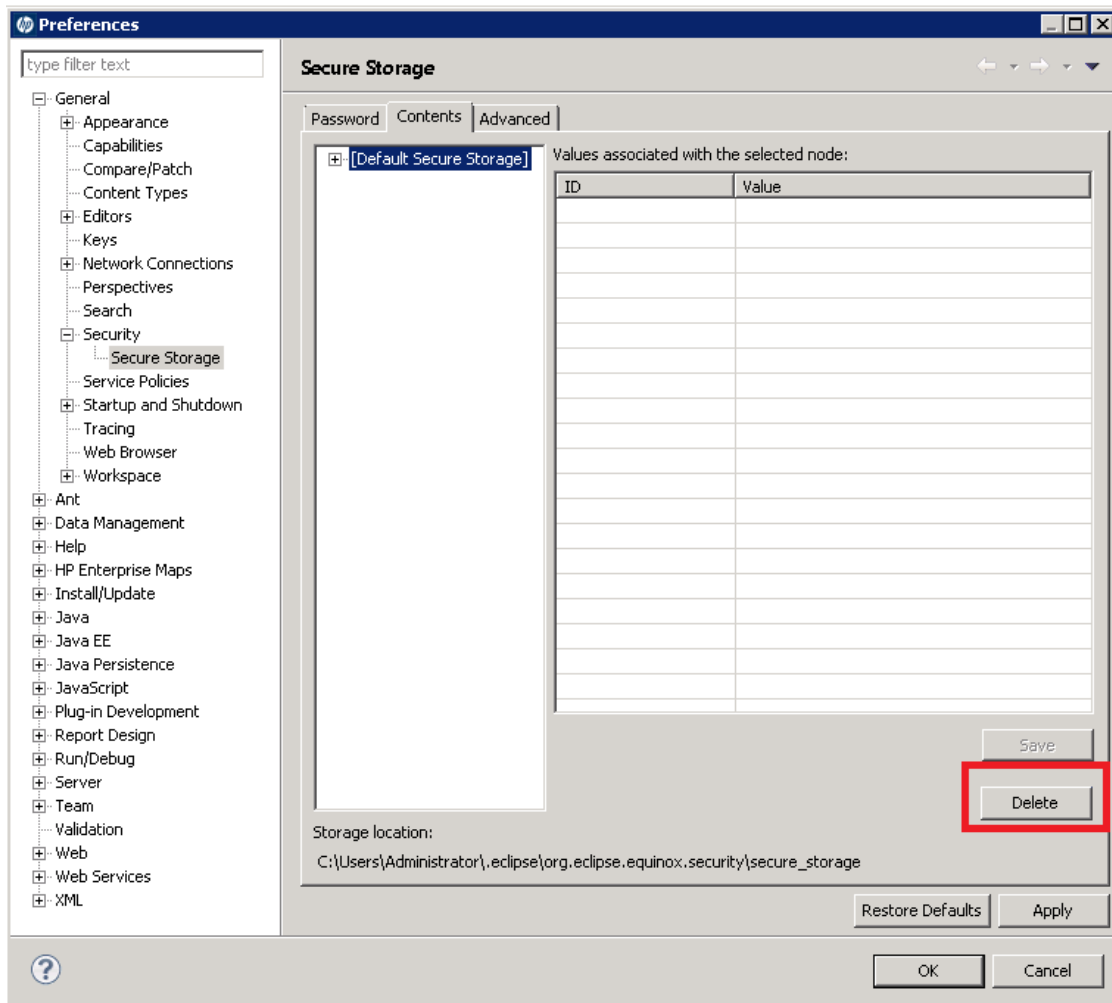 Preferences
type filter text
Secure Storage
General
Appearance
Capabilities
Compare/Patch
Content Types
Editors
Keys
Network Connections
Perspectives
Search
Security
Secure Storage
Service Policies
Startup and Shutdown
Tracing
Web Browser
Workspace
Ant
Data Management
Help
HP Enterprise Maps
Install/Update
Java
Java EE
Java Persistence
JavaScript
Plug-in Development
Report Design
Run/Debug
Server
Team
Validation
Web
Web Services
XML
Password Contents Advanced
[Default Secure Storage]
Values associated with the selected node:
ID Value
Save
Delete
Storage location:
C:\Users\Administrator\.eclipse\org.eclipse.equinox.security\secure_storage
Restore Defaults Apply
? OK Cancel